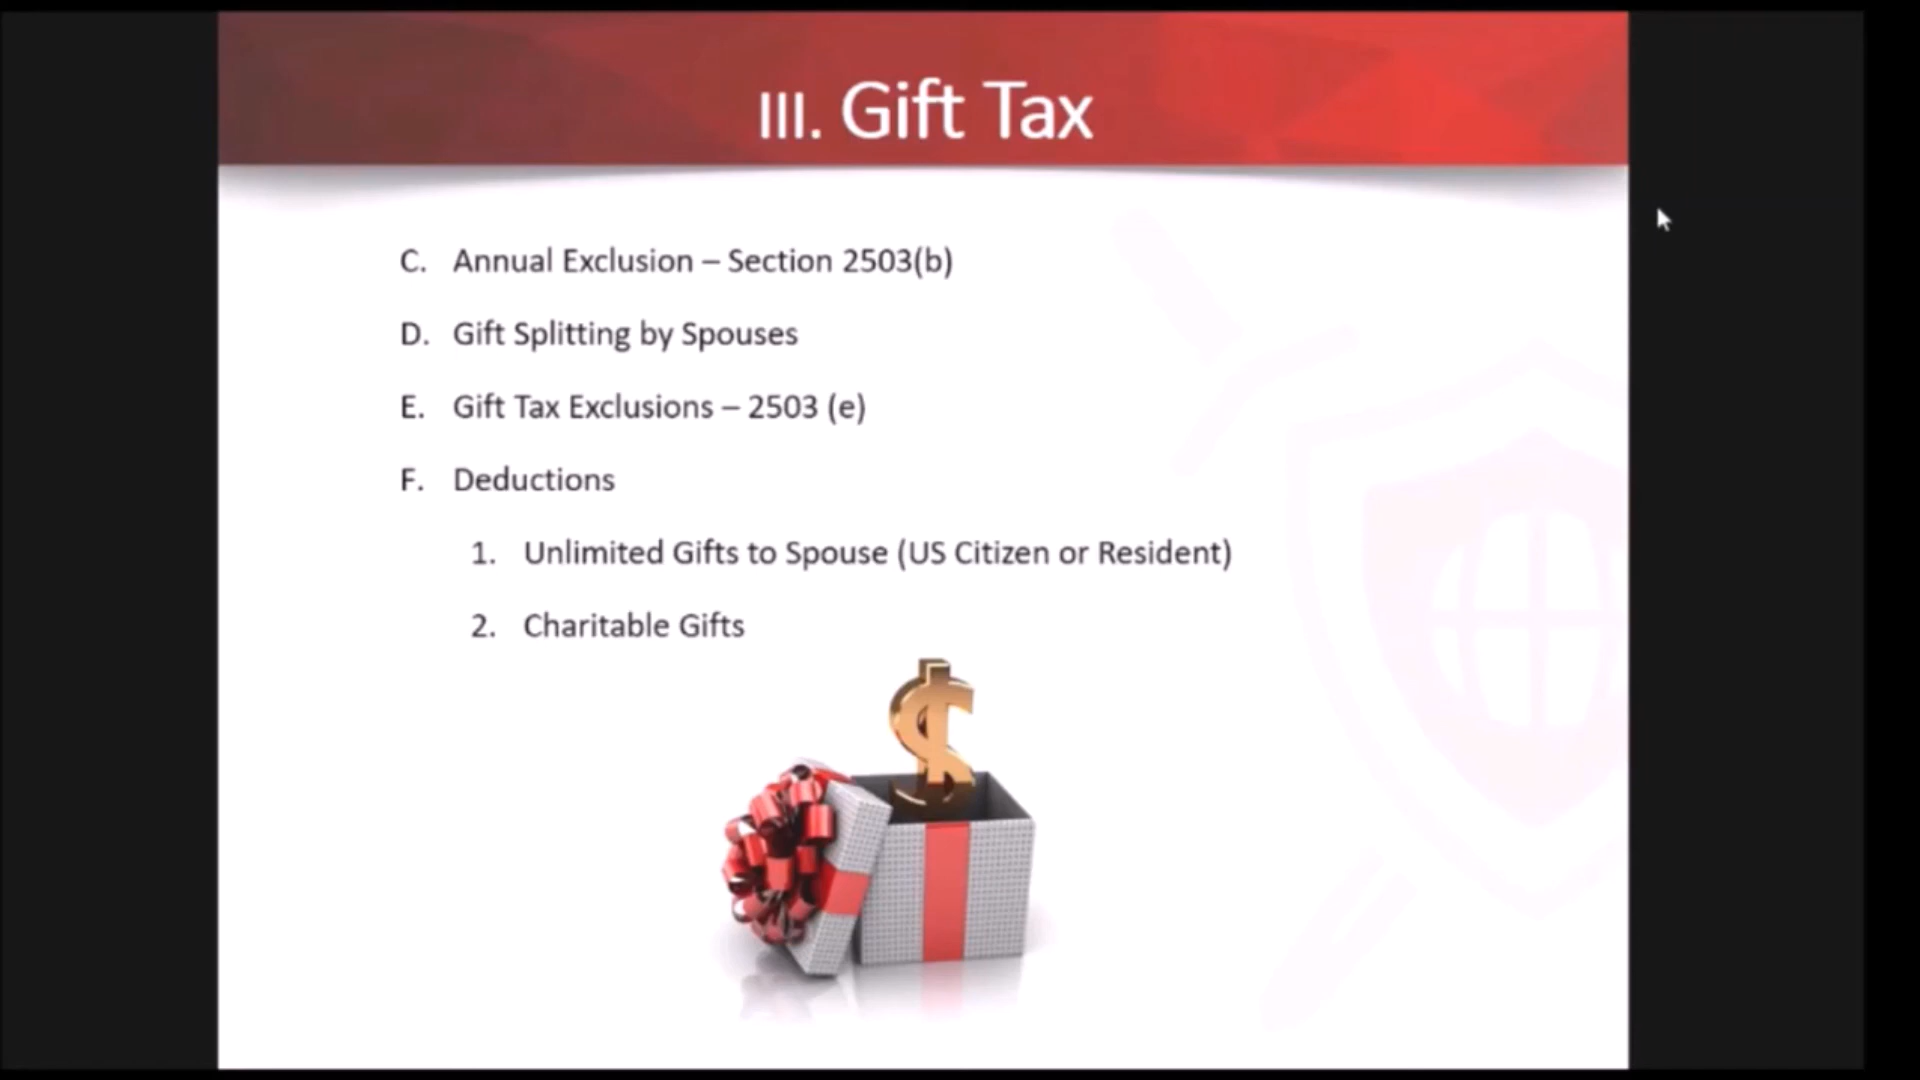 III. Gift Tax
C. Annual Exclusion – Section 2503(b)
D. Gift Splitting by Spouses
E. Gift Tax Exclusions – 2503 (e)
F. Deductions
1. Unlimited Gifts to Spouse (US Citizen or Resident)
2. Charitable Gifts